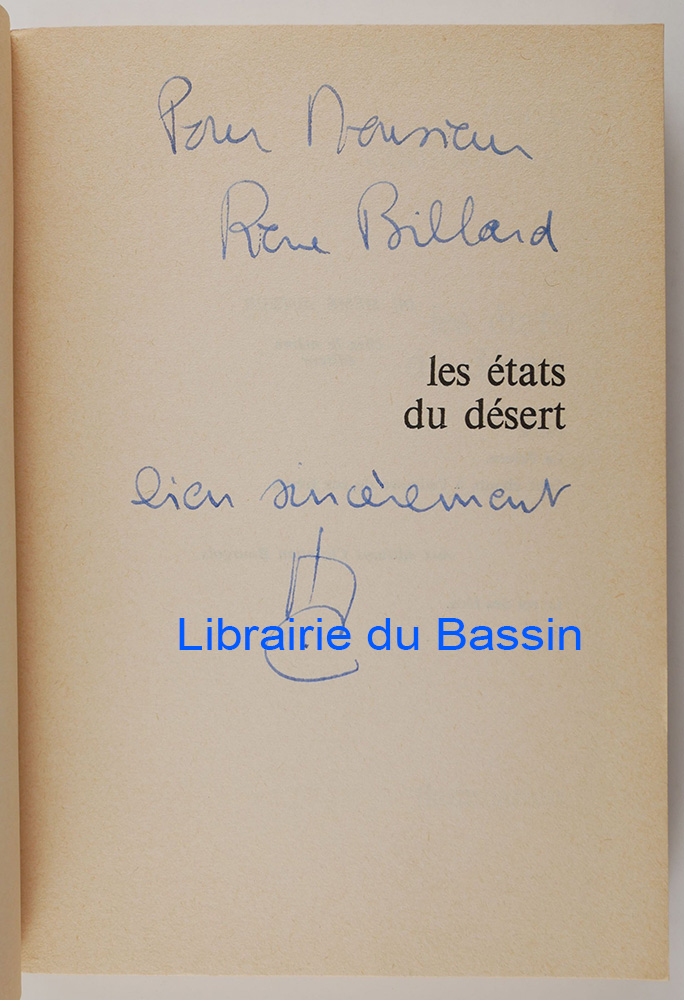 Pour Monsieur
René Billard
les états
du désert
bien sincèrement
Librairie du Bassin